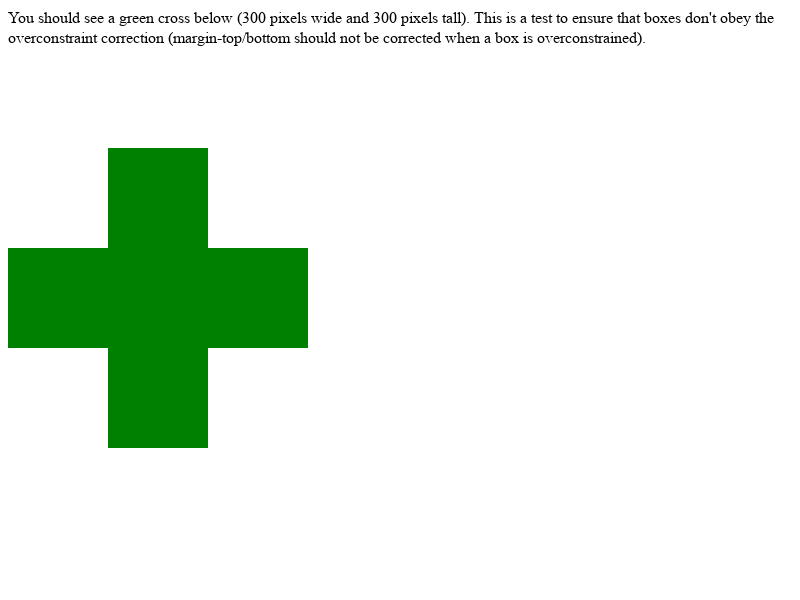 You should see a green cross below (300 pixels wide and 300 pixels tall). This is a test to ensure that boxes don't obey the
overconstraint correction (margin-top/bottom should not be corrected when a box is overconstrained).